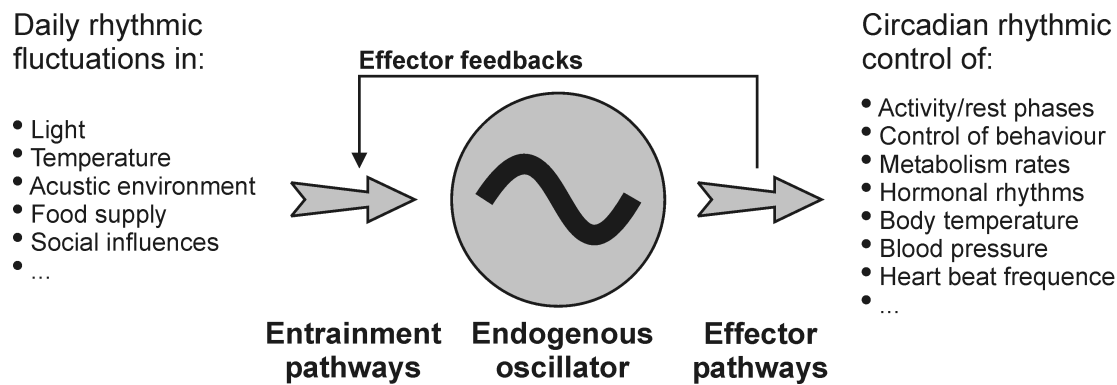 Daily rhythmic
fluctuations in:
• Light
• Temperature
• Acustic environment
• Food supply
• Social influences
• ...
Effector feedbacks
Entrainment
pathways
Endogenous
oscillator
Effector
pathways
Circadian rhythmic
control of:
• Activity/rest phases
• Control of behaviour
• Metabolism rates
• Hormonal rhythms
• Body temperature
• Blood pressure
• Heart beat frequence
• ...